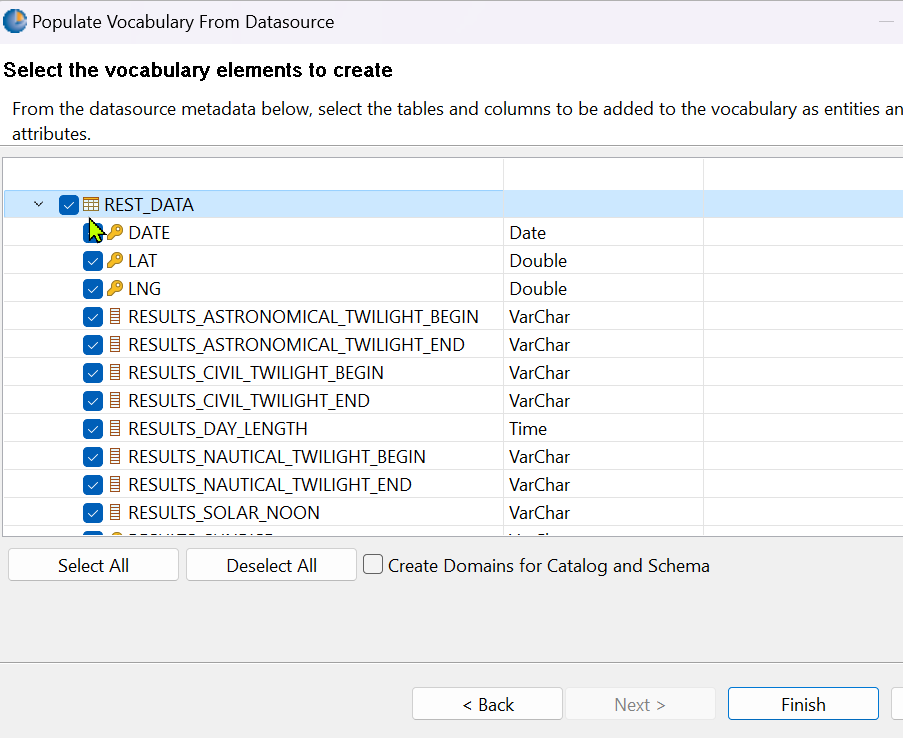 Populate Vocabulary From Datasource
Select the vocabulary elements to create
From the datasource metadata below, select the tables and columns to be added to the vocabulary as entities
attributes.
REST_DATA
DATE Date
LAT Double
LNG Double
RESULTS_ASTRONOMICAL_TWILIGHT_BEGIN VarChar
RESULTS_ASTRONOMICAL_TWILIGHT_END VarChar
RESULTS_CIVIL_TWILIGHT_BEGIN VarChar
RESULTS_CIVIL_TWILIGHT_END VarChar
RESULTS_DAY_LENGTH Time
RESULTS_NAUTICAL_TWILIGHT_BEGIN VarChar
RESULTS_NAUTICAL_TWILIGHT_END VarChar
RESULTS_SOLAR_NOON VarChar
Select All Deselect All Create Domains for Catalog and Schema
< Back Next > Finish